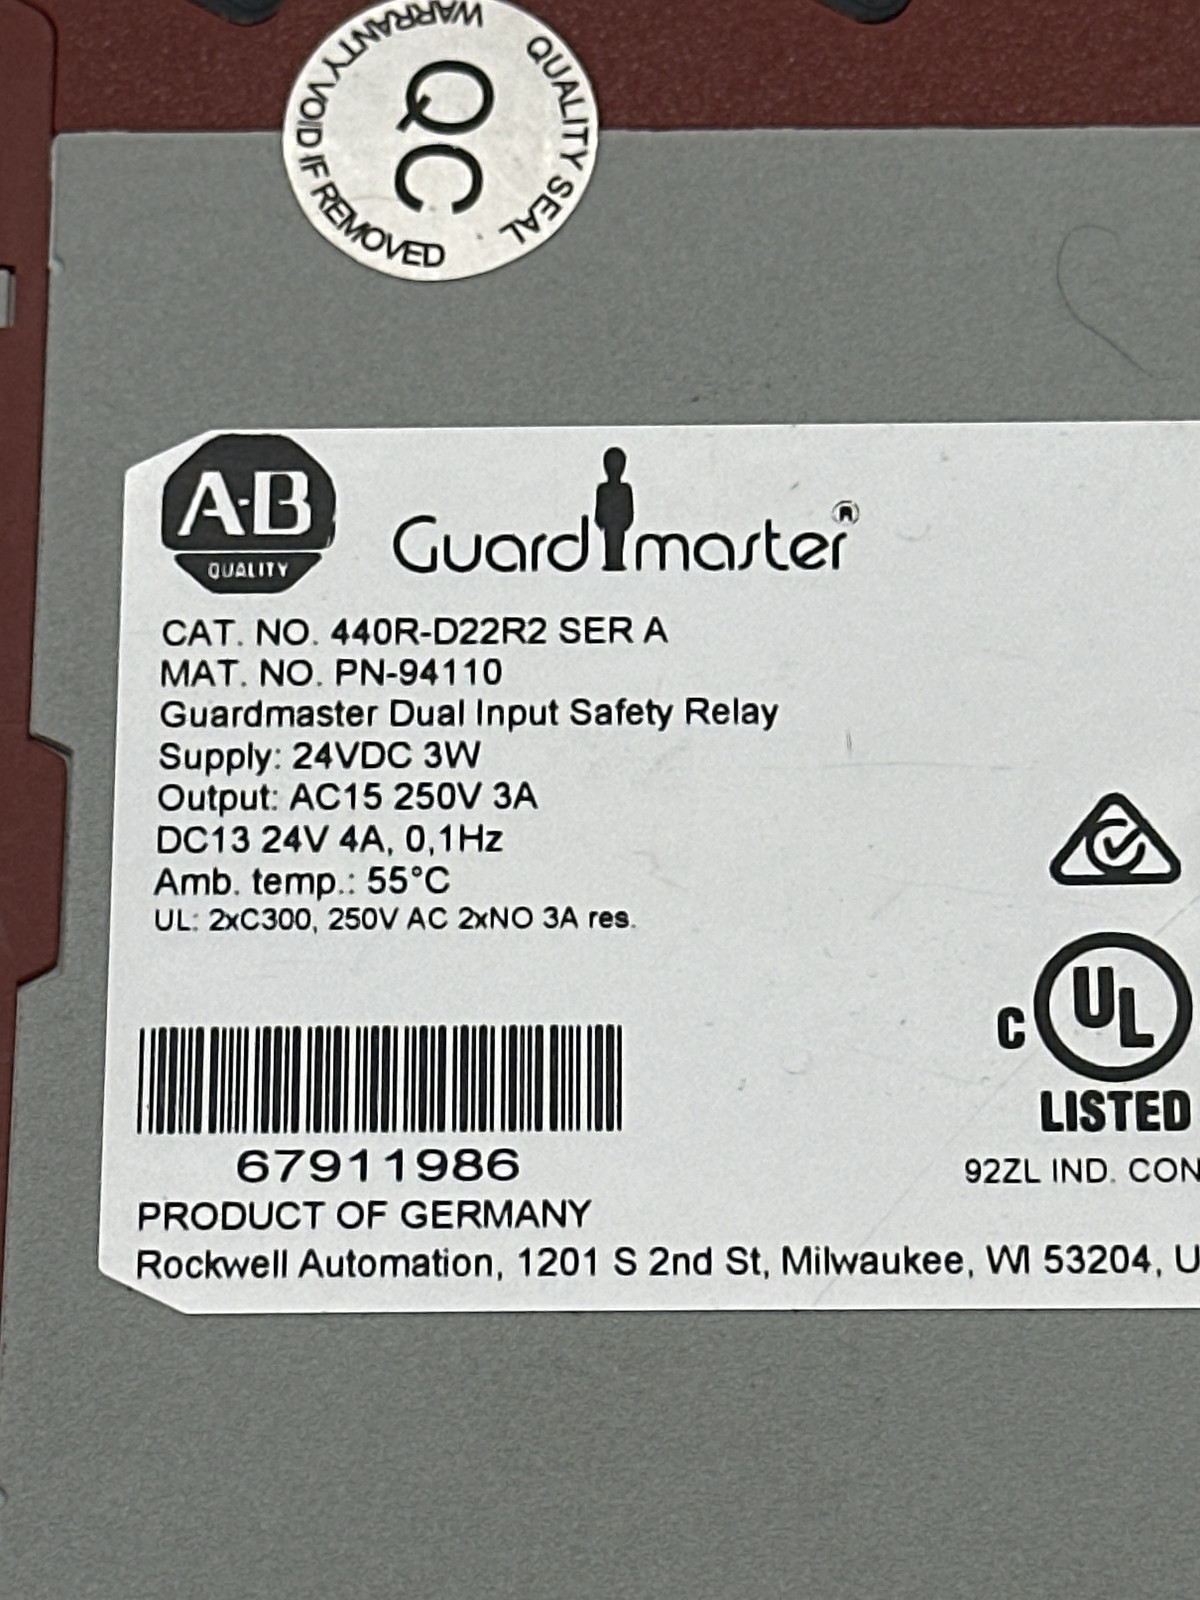 WARRANTY VOID IF REMOVED
QUALITY SEAL
QC
A-B
QUALITY
Guardmaster®
CAT. NO. 440R-D22R2 SER A
MAT. NO. PN-94110
Guardmaster Dual Input Safety Relay
Supply: 24VDC 3W
Output: AC15 250V 3A
DC13 24V 4A, 0,1Hz
Amb. temp.: 55°C
UL: 2xC300, 250V AC 2xNO 3A res.
C UL
LISTED
92ZL IND. CON
67911986
PRODUCT OF GERMANY
Rockwell Automation, 1201 S 2nd St, Milwaukee, WI 53204, U